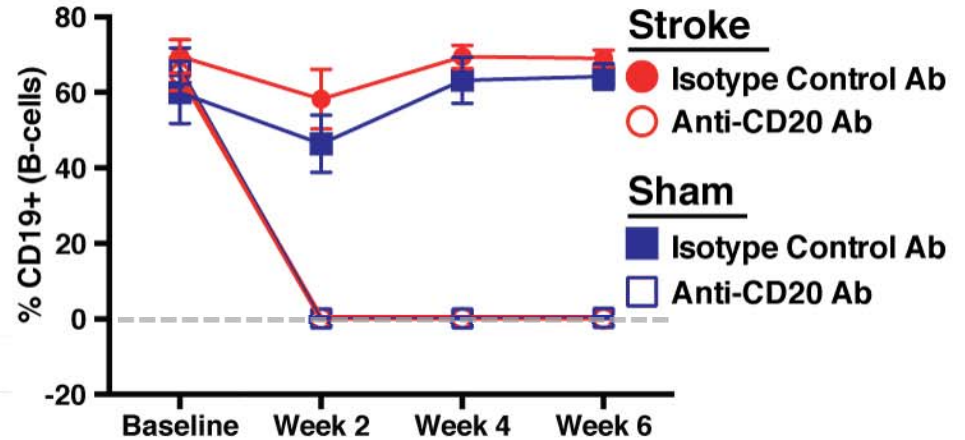 % CD19+ (B-cells)
80
60
40
20
0
-20
Baseline
Week 2
Week 4
Week 6
Stroke
Isotype Control Ab
Anti-CD20 Ab
Sham
Isotype Control Ab
Anti-CD20 Ab